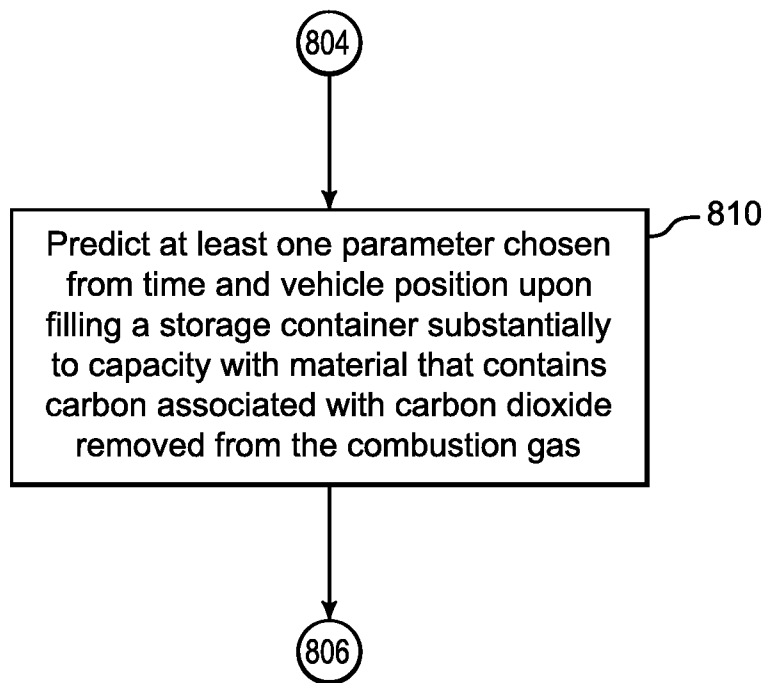 804
810
Predict at least one parameter chosen
from time and vehicle position upon
filling a storage container substantially
to capacity with material that contains
carbon associated with carbon dioxide
removed from the combustion gas
806